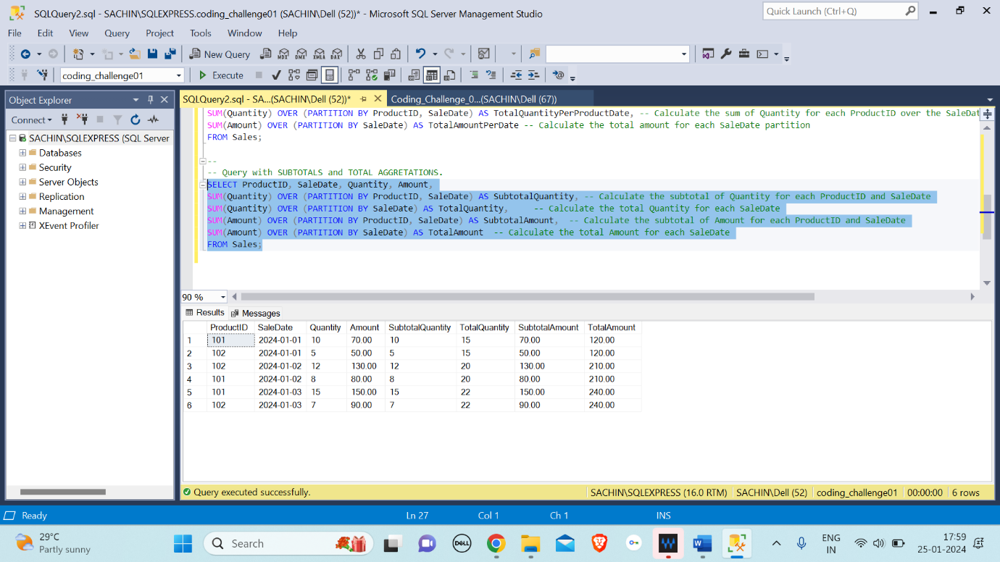 SQLQuery2.sql - SACHIN\SQLEXPRESS.coding_challenge01 (SACHIN\Dell (52))* - Microsoft SQL Server Management Studio
Quick Launch (Ctrl+Q)
File Edit View Query Project Tools Window Help
New Query MDX DMX XMLA DAX
coding_challenge01 Execute
Object Explorer
Connect
SACHIN\SQLEXPRESS (SQL Server
Databases
Security
Server Objects
Replication
Management
XEvent Profiler
SQLQuery2.sql - SA...(SACHIN\Dell (52))* Coding_Challenge_0...(SACHIN\Dell (67))
SUM(Quantity) OVER (PARTITION BY ProductID, SaleDate) AS TotalQuantityPerProductDate, -- Calculate the sum of Quantity for each ProductID over the SaleDat
SUM(Amount) OVER (PARTITION BY SaleDate) AS TotalAmountPerDate -- Calculate the total amount for each SaleDate partition
FROM Sales;
--
-- Query with SUBTOTALS and TOTAL AGGRETATIONS.
SELECT ProductID, SaleDate, Quantity, Amount,
SUM(Quantity) OVER (PARTITION BY ProductID, SaleDate) AS SubtotalQuantity, -- Calculate the subtotal of Quantity for each ProductID and SaleDate
SUM(Quantity) OVER (PARTITION BY SaleDate) AS TotalQuantity, -- Calculate the total Quantity for each SaleDate
SUM(Amount) OVER (PARTITION BY ProductID, SaleDate) AS SubtotalAmount, -- Calculate the subtotal of Amount for each ProductID and SaleDate
SUM(Amount) OVER (PARTITION BY SaleDate) AS TotalAmount -- Calculate the total Amount for each SaleDate
FROM Sales;
90 %
Results Messages
ProductID SaleDate Quantity Amount SubtotalQuantity TotalQuantity SubtotalAmount TotalAmount
1 101 2024-01-01 10 70.00 10 15 70.00 120.00
2 102 2024-01-01 5 50.00 5 15 50.00 120.00
3 102 2024-01-02 12 130.00 12 20 130.00 210.00
4 101 2024-01-02 8 80.00 8 20 80.00 210.00
5 101 2024-01-03 15 150.00 15 22 150.00 240.00
6 102 2024-01-03 7 90.00 7 22 90.00 240.00
Query executed successfully. SACHIN\SQLEXPRESS (16.0 RTM) SACHIN\Dell (52) coding_challenge01 00:00:00 6 rows
Ready Ln 27 Col 1 Ch 1 INS
29°C
Partly sunny
Search
DELL
ENG
IN
17:59
25-01-2024